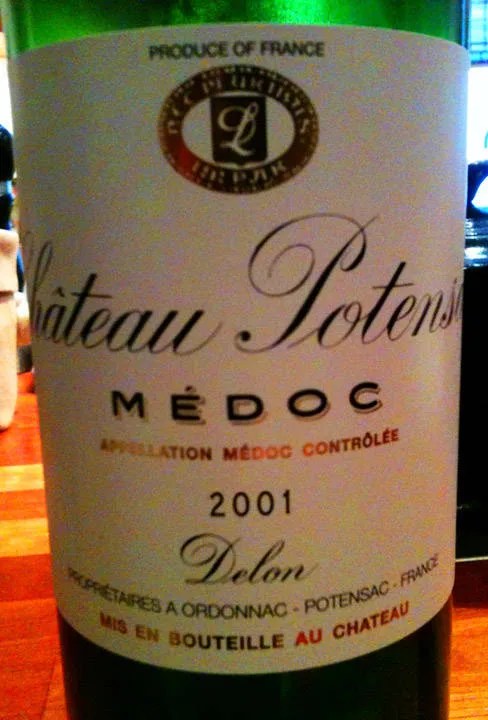 PRODUCE OF FRANCE
L
Château Potensa
MÉDOC
APPELLATION MÉDOC CONTRÔLÉE
2001
Delon
PROPRIÉTAIRES A ORDONNAC - POTENSAC - FRANCE
MIS EN BOUTEILLE AU CHATEAU